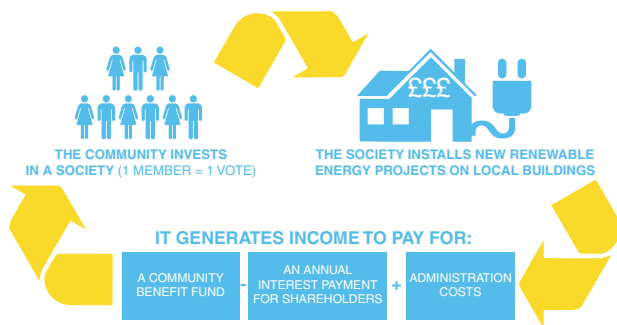 £££
THE COMMUNITY INVESTS
IN A SOCIETY (1 MEMBER = 1 VOTE)
THE SOCIETY INSTALLS NEW RENEWABLE
ENERGY PROJECTS ON LOCAL BUILDINGS
IT GENERATES INCOME TO PAY FOR:
A COMMUNITY
BENEFIT FUND
-
AN ANNUAL
INTEREST PAYMENT
FOR SHAREHOLDERS
+
ADMINISTRATION
COSTS